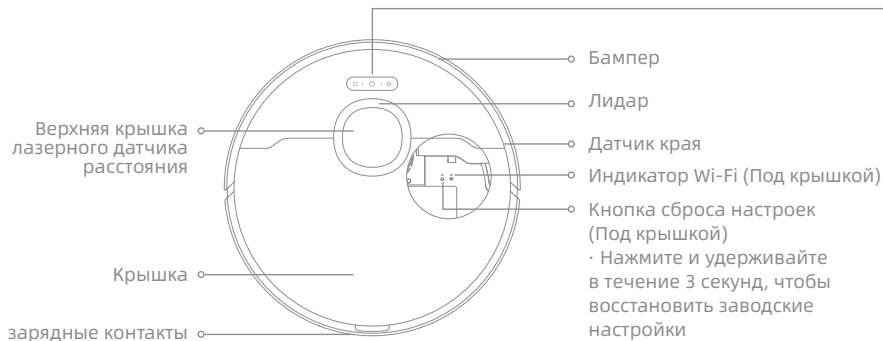 Бампер
Лидар
Верхняя крышка
лазерного датчика
расстояния
Датчик края
Индикатор Wi-Fi (Под крышкой)
Кнопка сброса настроек
(Под крышкой)
· Нажмите и удерживайте
в течение 3 секунд, чтобы
восстановить заводские
настройки
Крышка
зарядные контакты